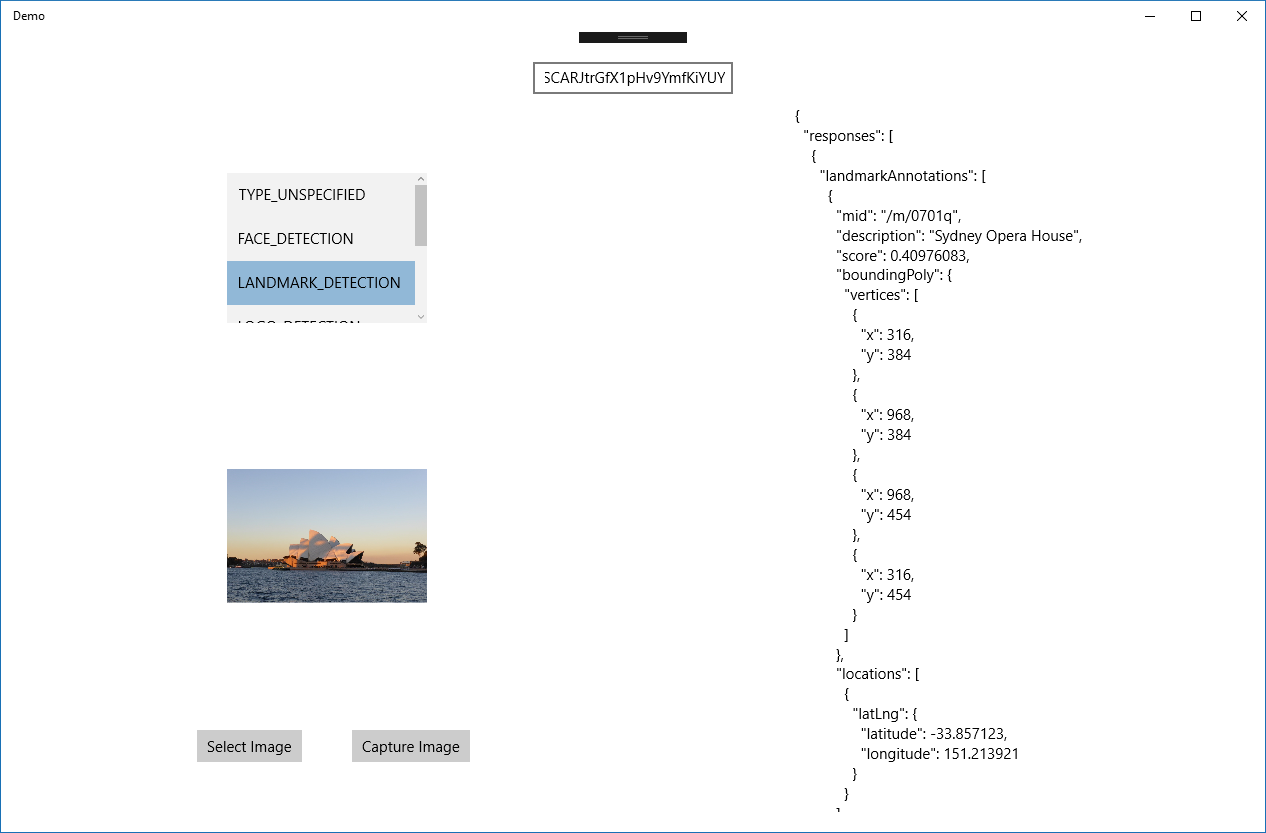 Demo
SCARJtrGfX1pHv9YmfKiYUY
TYPE_UNSPECIFIED
FACE_DETECTION
LANDMARK_DETECTION
LOGO_DETECTION
Select Image
Capture Image
{
"responses": [
{
"landmarkAnnotations": [
{
"mid": "/m/0701q",
"description": "Sydney Opera House",
"score": 0.40976083,
"boundingPoly": {
"vertices": [
{
"x": 316,
"y": 384
},
{
"x": 968,
"y": 384
},
{
"x": 968,
"y": 454
},
{
"x": 316,
"y": 454
}
]
},
"locations": [
{
"latLng": {
"latitude": -33.857123,
"longitude": 151.213921
}
}
]